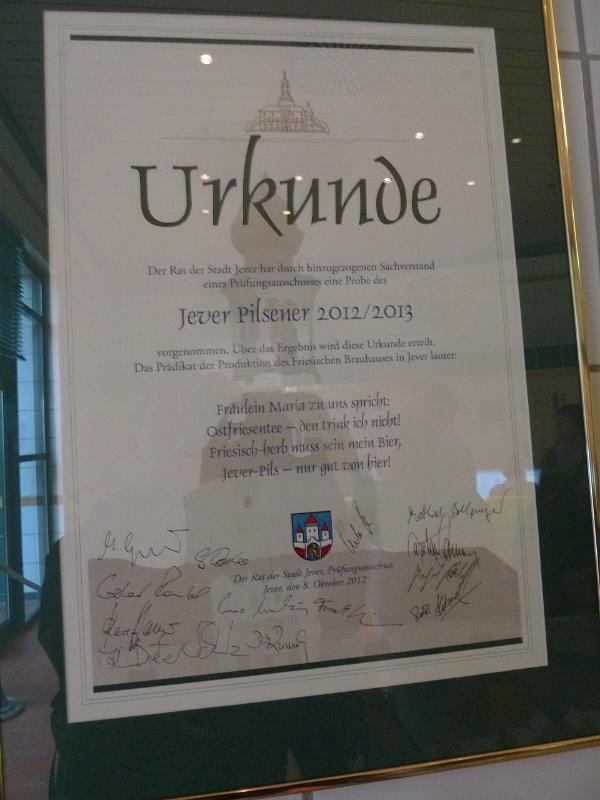 Urkunde
Der Rat der Stadt Jever hat durch hinzugezogenen Sachverstand
eines Prüfungsausschusses eine Probe des
Jever Pilsener 2012/2013
vorgenommen. Über das Ergebnis wird diese Urkunde erteilt.
Das Prädikat der Produktion des Friesischen Brauhauses in Jever lautet:
Fräulein Maria zu uns spricht:
Ostfriesentee – den trink ich nicht!
Friesisch-herb muss sein mein Bier,
Jever-Pils – nur gut von hier!
Der Rat der Stadt Jever, Prüfungsausschuss
Jever, den 8. Oktober 2012